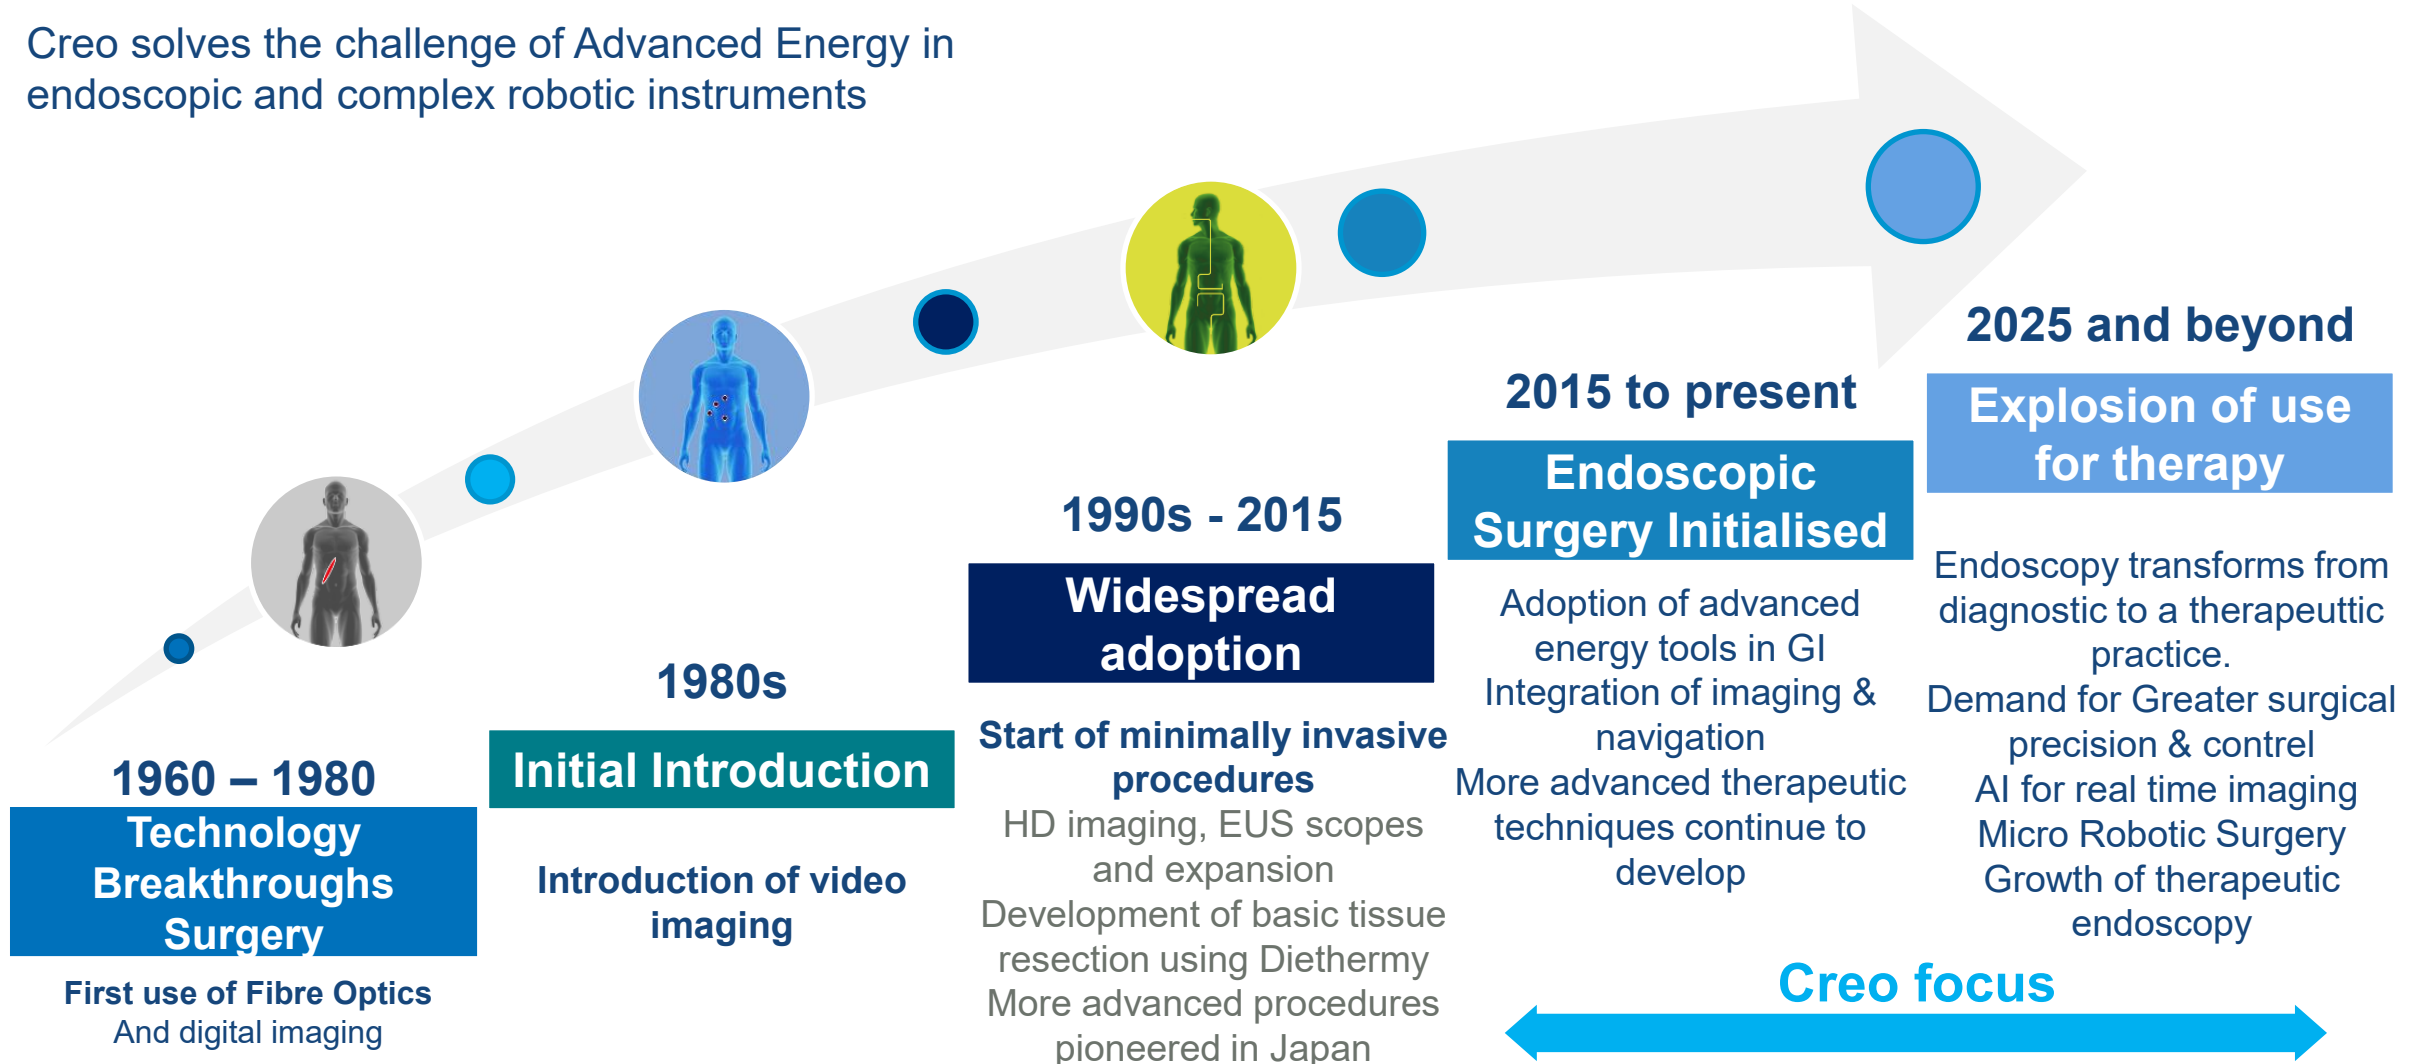 Creo solves the challenge of Advanced Energy in
endoscopic and complex robotic instruments
1960 – 1980
Technology
Breakthroughs
Surgery
First use of Fibre Optics
And digital imaging
1980s
Initial Introduction
Introduction of video
imaging
1990s - 2015
Widespread
adoption
Start of minimally invasive
procedures
HD imaging, EUS scopes
and expansion
Development of basic tissue
resection using Diethermy
More advanced procedures
pioneered in Japan
2015 to present
Endoscopic
Surgery Initialised
Adoption of advanced
energy tools in GI
Integration of imaging &
navigation
More advanced therapeutic
techniques continue to
develop
2025 and beyond
Explosion of use
for therapy
Endoscopy transforms from
diagnostic to a therapeuttic
practice.
Demand for Greater surgical
precision & contrel
AI for real time imaging
Micro Robotic Surgery
Growth of therapeutic
endoscopy
Creo focus